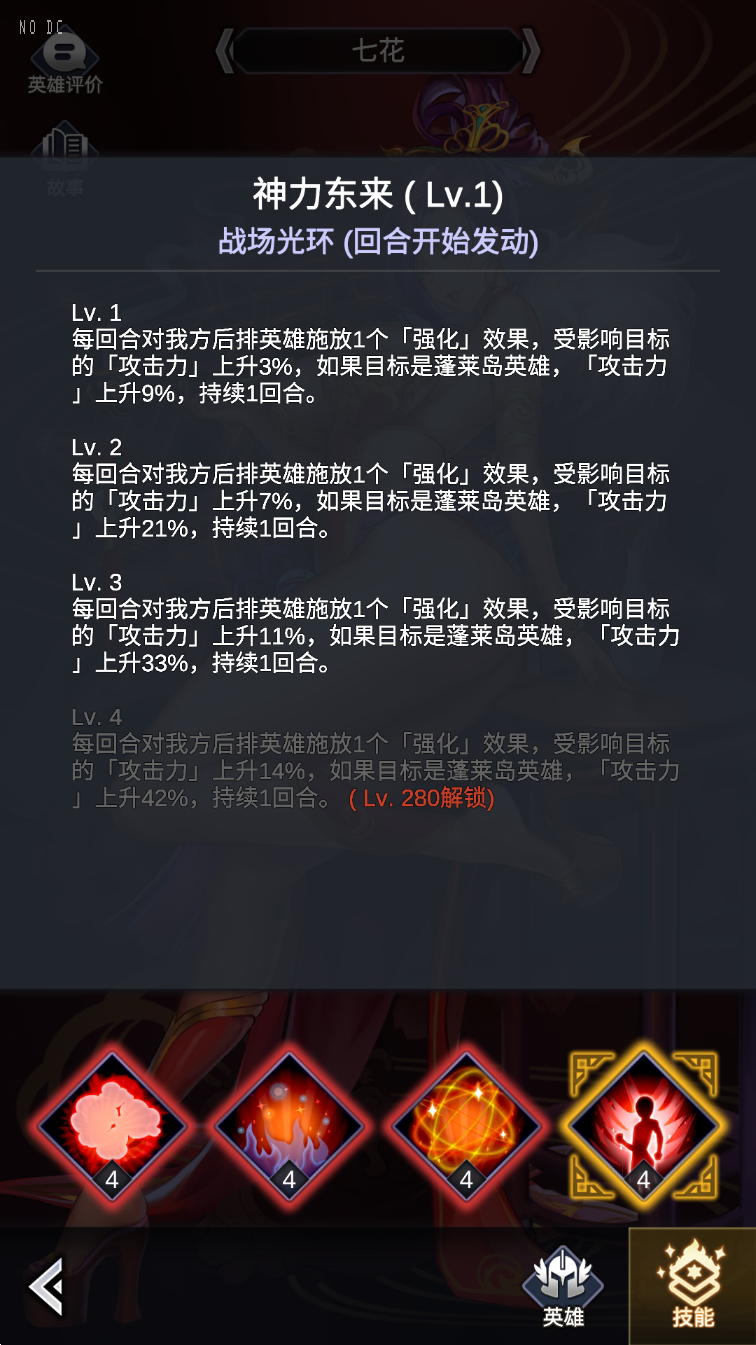 NO DC
七花
英雄评价
故事
神力东来 ( Lv.1)
战场光环 (回合开始发动)
Lv. 1
每回合对我方后排英雄施放1个「强化」效果，受影响目标
的「攻击力」上升3%，如果目标是蓬莱岛英雄，「攻击力
」上升9%，持续1回合。
Lv. 2
每回合对我方后排英雄施放1个「强化」效果，受影响目标
的「攻击力」上升7%，如果目标是蓬莱岛英雄，「攻击力
」上升21%，持续1回合。
Lv. 3
每回合对我方后排英雄施放1个「强化」效果，受影响目标
的「攻击力」上升11%，如果目标是蓬莱岛英雄，「攻击力
」上升33%，持续1回合。
Lv. 4
每回合对我方后排英雄施放1个「强化」效果，受影响目标
的「攻击力」上升14%，如果目标是蓬莱岛英雄，「攻击力
」上升42%，持续1回合。 ( Lv. 280解锁)
4 4 4 4
英雄 技能